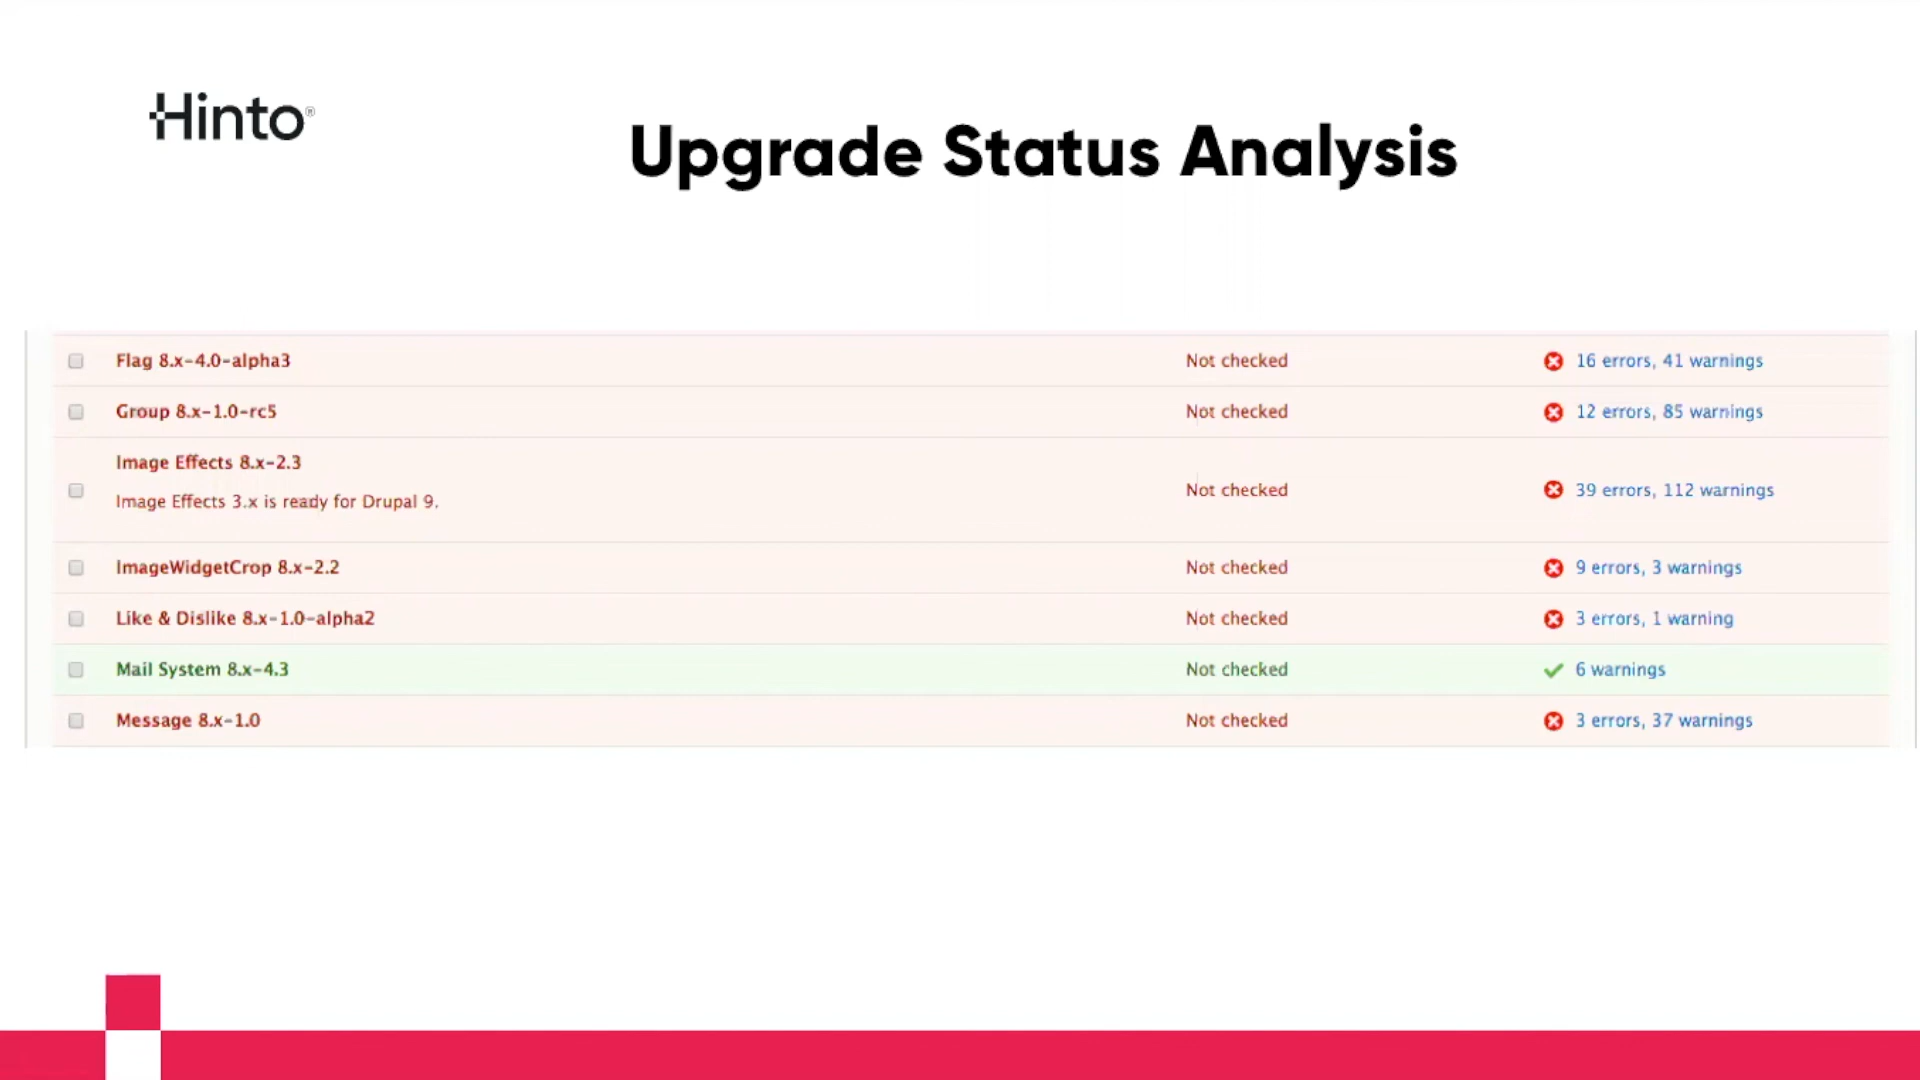 Hinto®
Upgrade Status Analysis
Flag 8.x-4.0-alpha3 Not checked 16 errors, 41 warnings
Group 8.x-1.0-rc5 Not checked 12 errors, 85 warnings
Image Effects 8.x-2.3
Image Effects 3.x is ready for Drupal 9. Not checked 39 errors, 112 warnings
ImageWidgetCrop 8.x-2.2 Not checked 9 errors, 3 warnings
Like & Dislike 8.x-1.0-alpha2 Not checked 3 errors, 1 warning
Mail System 8.x-4.3 Not checked 6 warnings
Message 8.x-1.0 Not checked 3 errors, 37 warnings